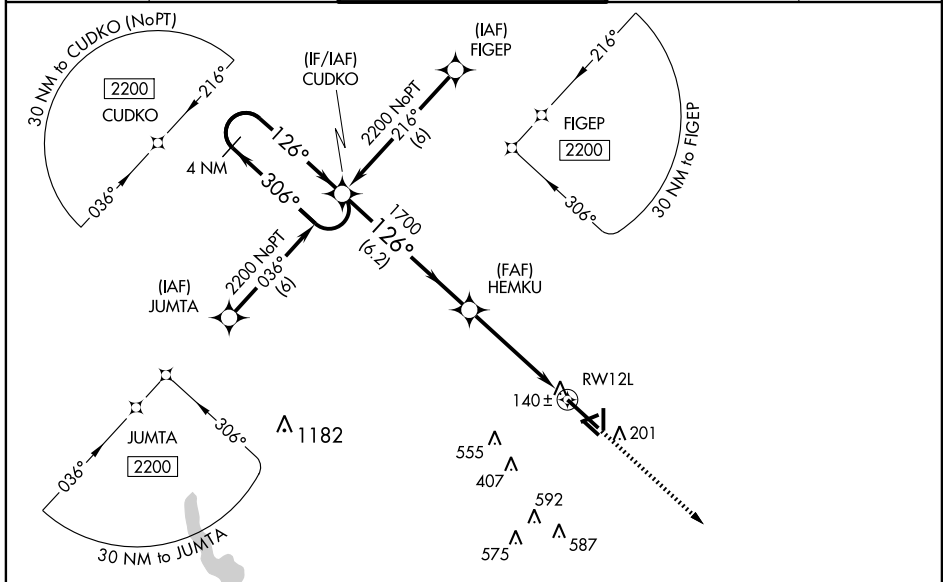 30 NM to CUDKO (NoPT)
2200
CUDKO
216°
036°
(IF/IAF)
CUDKO
(IAF)
FIGEP
2200 NoPT
216°
(6)
216°
FIGEP
2200
306°
30 NM to FIGEP
4 NM
126°
306°
1700
126°
(6.2)
2200 NoPT
036°
(6)
(IAF)
JUMTA
(FAF)
HEMKU
RW12L
140±
201
JUMTA
2200
036°
306°
30 NM to JUMTA
1182
555
407
592
575
587